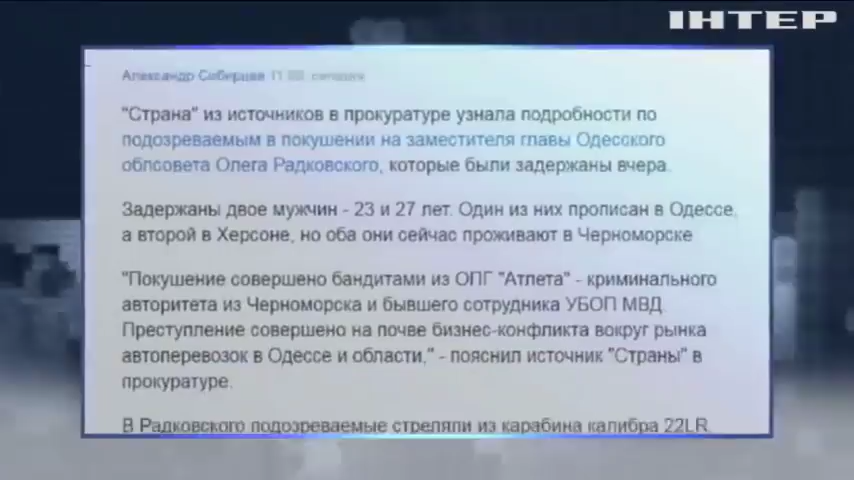 ІНТЕР
Александр Сибирцев сегодня
"Страна" из источников в прокуратуре узнала подробности по
подозреваемым в покушении на заместителя главы Одесского
облсовета Олега Радковского, которые были задержаны вчера.
Задержаны двое мужчин - 23 и 27 лет. Один из них прописан в Одессе,
а второй в Херсоне, но оба они сейчас проживают в Черноморске
"Покушение совершено бандитами из ОПГ "Атлета" - криминального
авторитета из Черноморска и бывшего сотрудника УБОП МВД.
Преступление совершено на почве бизнес-конфликта вокруг рынка
автоперевозок в Одессе и области," - пояснил источник "Страны" в
прокуратуре.
В Радковского подозреваемые стреляли из карабина калибра 22LR.